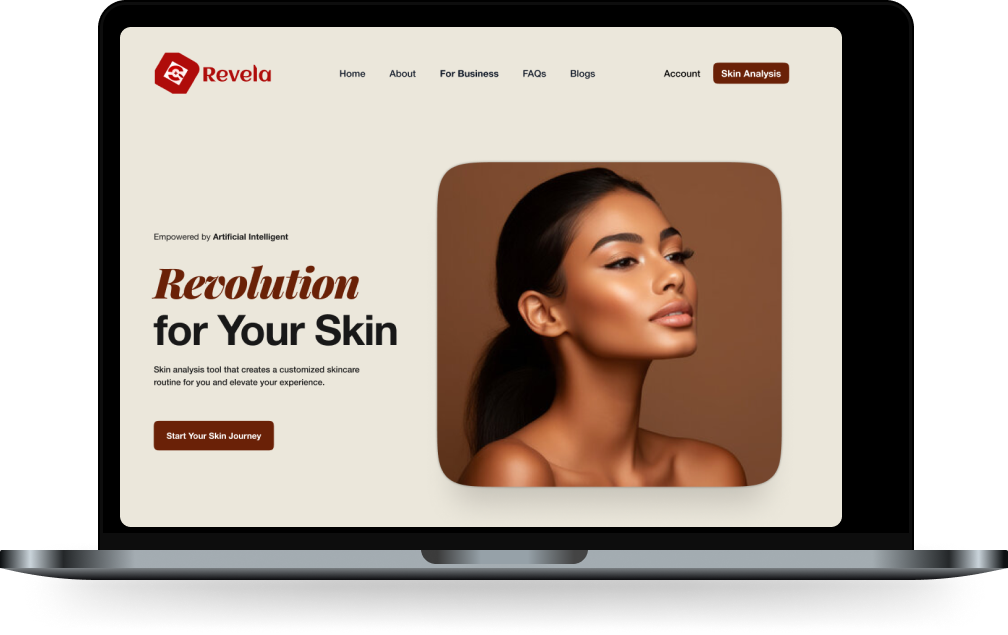 Revela
Home About For Business FAQs Blogs
Account Skin Analysis
Empowered by Artificial Intelligent
Revolution
for Your Skin
Skin analysis tool that creates a customized skincare
routine for you and elevate your experience.
Start Your Skin Journey